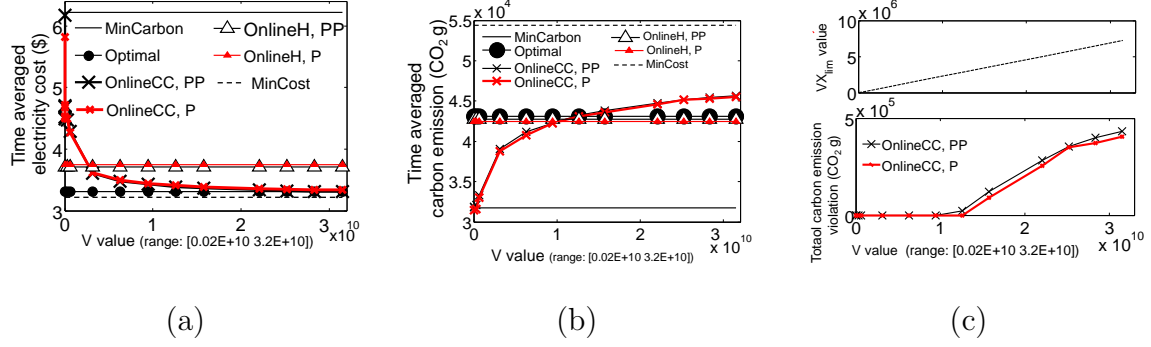 Time averaged
electricity cost ($)
6
5
4
3
MinCarbon
Optimal
OnlineCC, PP
OnlineCC, P
OnlineH, PP
OnlineH, P
MinCost
0 1 2 3
x 10^10
V value (range: [0.02E+10 3.2E+10])
(a)
x 10^4
Time averaged
carbon emission (CO2 g)
5.5
5
4.5
4
3.5
3
MinCarbon
Optimal
OnlineCC, PP
OnlineCC, P
OnlineH, PP
OnlineH, P
MinCost
0 1 2 3
x 10^10
V value (range: [0.02E+10 3.2E+10])
(b)
x 10^6
VXlim value
10
5
0
x 10^5
Totaol carbon emission
violation (CO2 g)
5
0
OnlineCC, PP
OnlineCC, P
0 1 2 3
x 10^10
V value (range: [0.02E+10 3.2E+10])
(c)